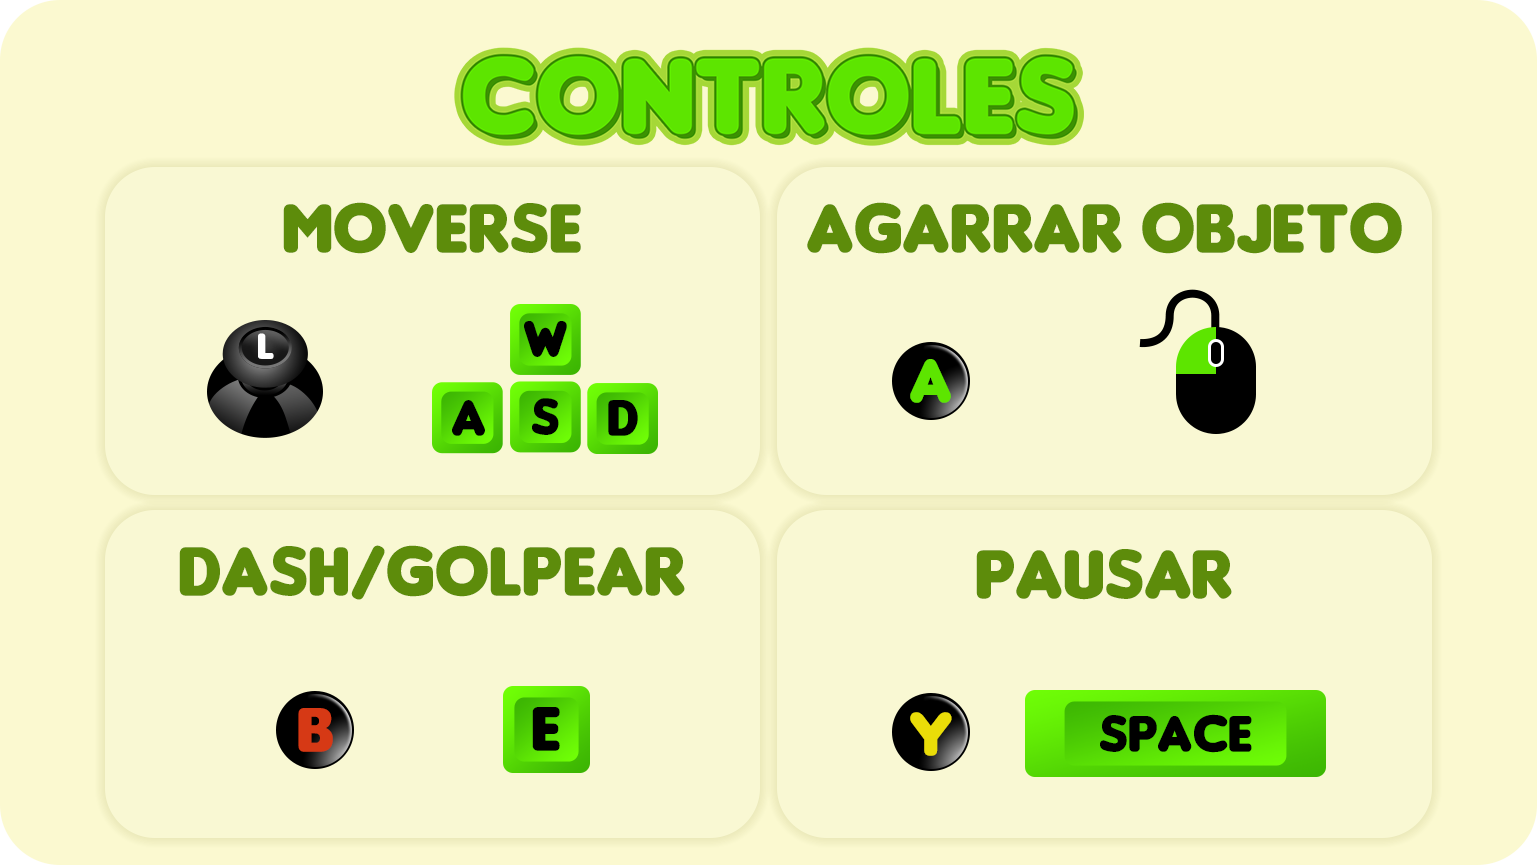 CONTROLES
MOVERSE
L
W
A S D
AGARRAR OBJETO
A
DASH/GOLPEAR
B
E
PAUSAR
Y
SPACE